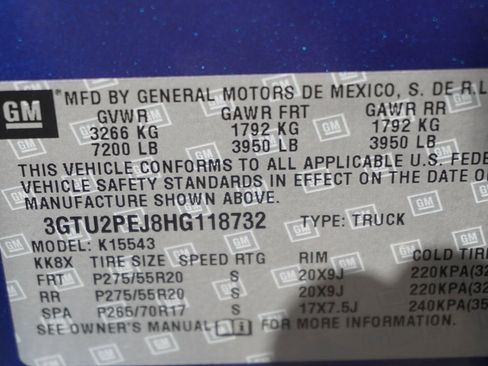 GM *MFD BY GENERAL MOTORS DE MEXICO, S. DE R.L
GVWR GAWR FRT GAWR RR
3266 KG 1792 KG 1792 KG
7200 LB 3950 LB 3950 LB
THIS VEHICLE CONFORMS TO ALL APPLICABLE U.S. FEDE
VEHICLE SAFETY STANDARDS IN EFFECT ON THE DATE O
MANUFACTURE SHOWN ABOVE.
3GTU2PEJ8HG118732 TYPE: TRUCK
MODEL: K15543
KK8X TIRE SIZE SPEED RTG RIM COLD TIR
FRT P275/55R20 S 20X9J 220KPA(32
RR P275/55R20 S 20X9J 220KPA(32
SPA P265/70R17 S 17X7.5J 240KPA(35
SEE OWNER'S MANUAL i FOR MORE INFORMATION.